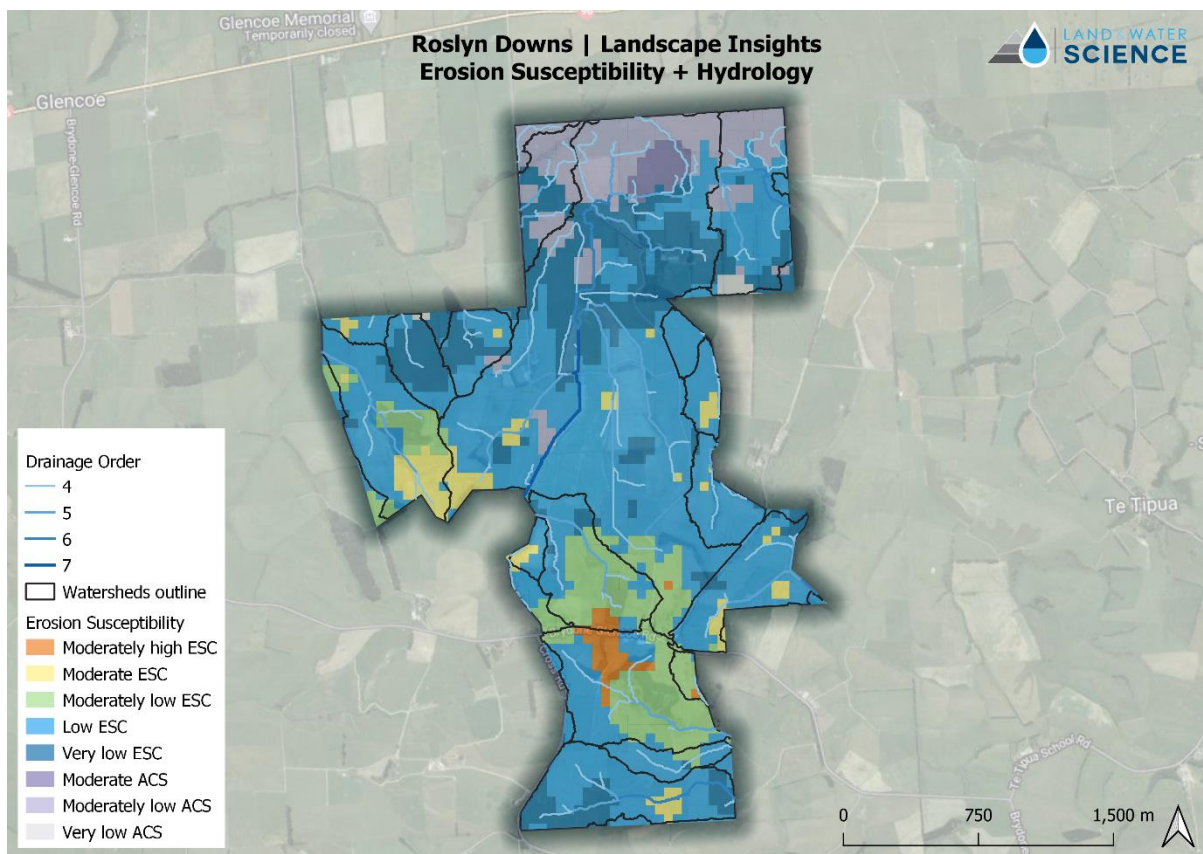 Glencoe Memorial
Temporarily closed
Roslyn Downs | Landscape Insights
Erosion Susceptibility + Hydrology
LAND & WATER
SCIENCE
Glencoe
Brydone-Glencoe Rd
Te Tipua
Te Tipua School Rd
Drainage Order
4
5
6
7
Watersheds outline
Erosion Susceptibility
Moderately high ESC
Moderate ESC
Moderately low ESC
Low ESC
Very low ESC
Moderate ACS
Moderately low ACS
Very low ACS
0 750 1,500 m